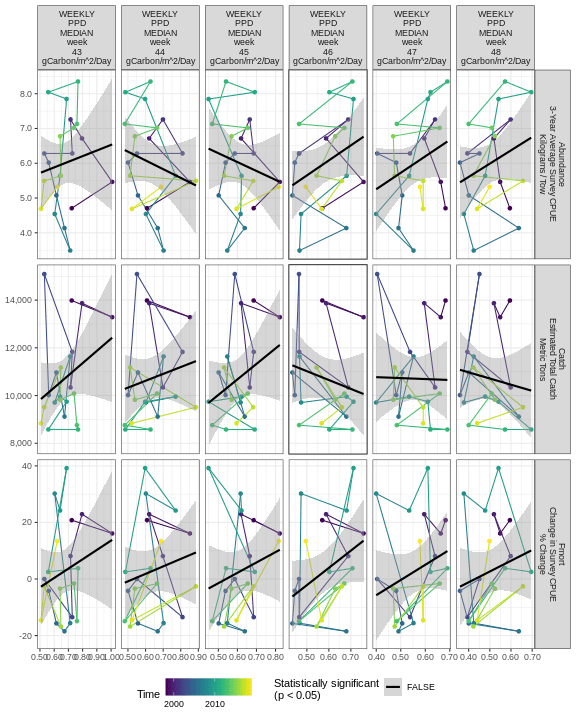 WEEKLY WEEKLY WEEKLY WEEKLY WEEKLY WEEKLY
PPD PPD PPD PPD PPD PPD
MEDIAN MEDIAN MEDIAN MEDIAN MEDIAN MEDIAN
week week week week week week
43 44 45 46 47 48
gCarbon/m^2/Day gCarbon/m^2/Day gCarbon/m^2/Day gCarbon/m^2/Day gCarbon/m^2/Day gCarbon/m^2/Day
8.0
7.0
6.0
5.0
4.0
Abundance
3-Year Average Survey CPUE
Kilograms / Tow
14,000
12,000
10,000
8,000
Catch
Estimated Total Catch
Metric Tons
40
20
0
-20
Fmort
Change in Survey CPUE
% Change
0.50 0.60 0.70 0.80 0.90 1.00 0.50 0.60 0.70 0.80 0.90 0.50 0.60 0.70 0.80 0.50 0.60 0.70 0.40 0.50 0.60 0.70 0.40 0.50 0.60 0.70
Time
2000 2010
Statistically significant
(p < 0.05)
FALSE